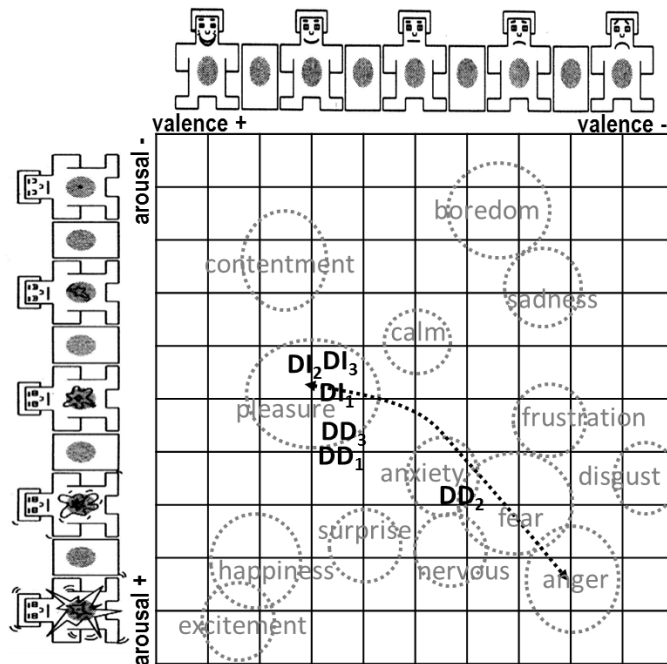 valence + valence -
arousal -
boredom
contentment
sadness
calm
DI₂ DI₃
DI₁
pleasure
frustration
DD₃
DD₁
anxiety
disgust
DD₂
fear
surprise
happiness nervous anger
excitement
arousal +